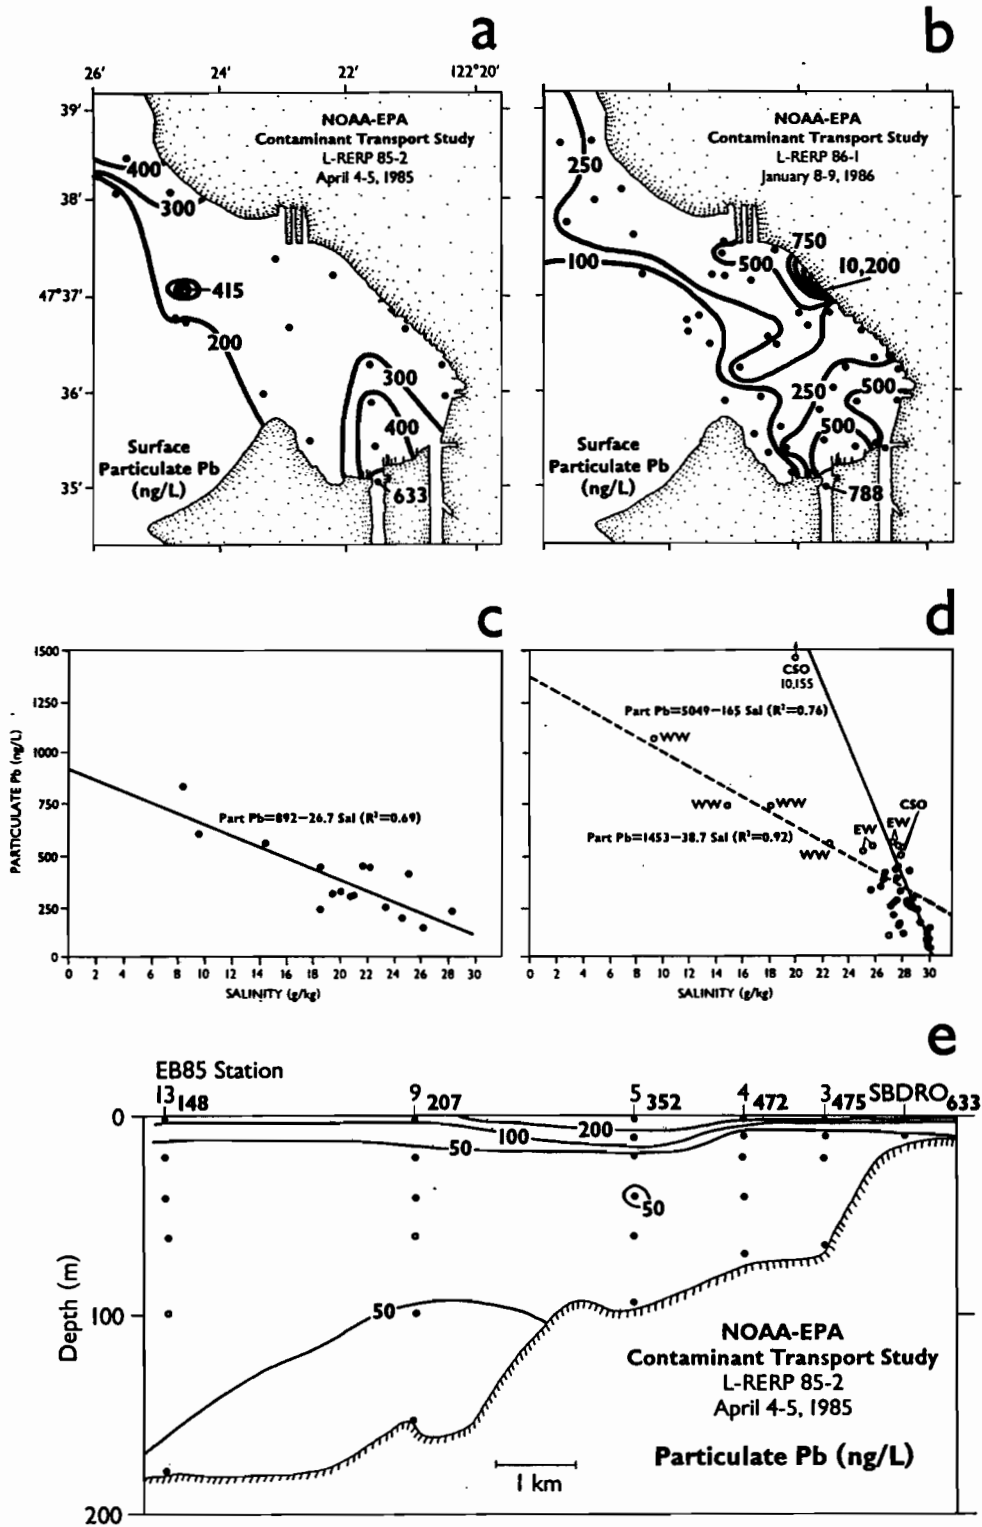 a
26′ 24′ 22′ 122°20′
39′
38′
47°37′
36′
35′
NOAA-EPA
Contaminant Transport Study
L-RERP 85-2
April 4-5, 1985
400
300
415
200
300
400
633
Surface
Particulate Pb
(ng/L)
b
NOAA-EPA
Contaminant Transport Study
L-RERP 86-1
January 8-9, 1986
250
750
500
10,200
100
250
500
500
788
Surface
Particulate Pb
(ng/L)
c
1500
1250
1000
750
500
250
0
PARTICULATE Pb (ng/L)
Part Pb=892-26.7 Sal (R²=0.69)
0 2 4 6 8 10 12 14 16 18 20 22 24 26 28 30
SALINITY (g/kg)
d
CSO
10,155
Part Pb=5049-165 Sal (R²=0.76)
WW
WW WW
CSO
EW EW
Part Pb=1453-38.7 Sal (R²=0.92)
WW
0 2 4 6 8 10 12 14 16 18 20 22 24 26 28 30
SALINITY (g/kg)
e
EB85 Station
13 9 5 4 3 SBDRO
148 207 352 472 475 633
0
200
100
50
50
50
100
200
Depth (m)
NOAA-EPA
Contaminant Transport Study
L-RERP 85-2
April 4-5, 1985
Particulate Pb (ng/L)
1 km